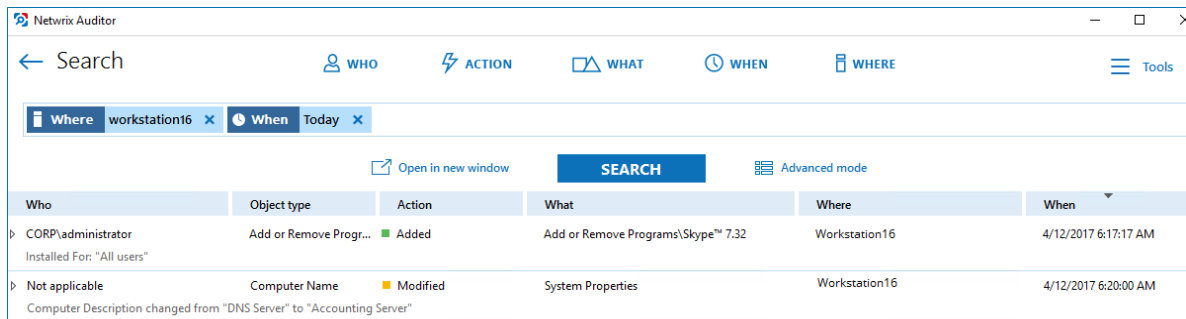 Netwrix Auditor
Search WHO ACTION WHAT WHEN WHERE Tools
Where workstation16 When Today
Open in new window SEARCH Advanced mode
Who Object type Action What Where When
CORP\administrator Add or Remove Progr... Added Add or Remove Programs\Skype™ 7.32 Workstation16 4/12/2017 6:17:17 AM
Installed For: "All users"
Not applicable Computer Name Modified System Properties Workstation16 4/12/2017 6:20:00 AM
Computer Description changed from "DNS Server" to "Accounting Server"